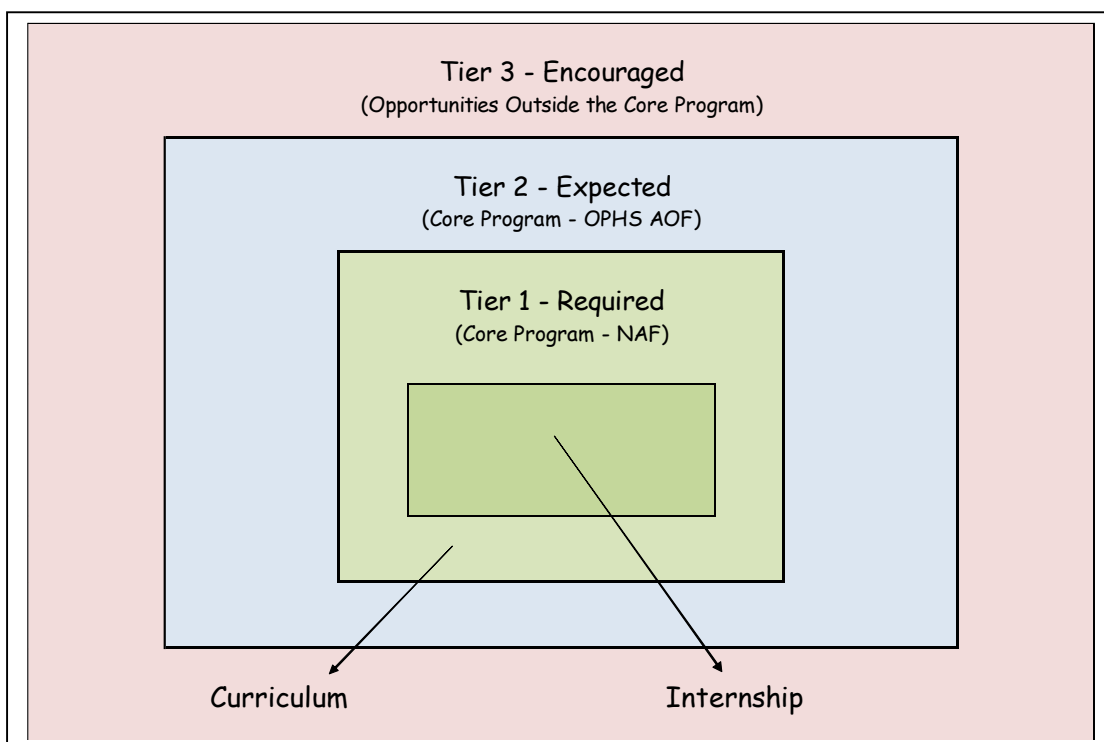 Tier 3 - Encouraged
(Opportunities Outside the Core Program)
Tier 2 - Expected
(Core Program - OPHS AOF)
Tier 1 - Required
(Core Program - NAF)
Curriculum
Internship